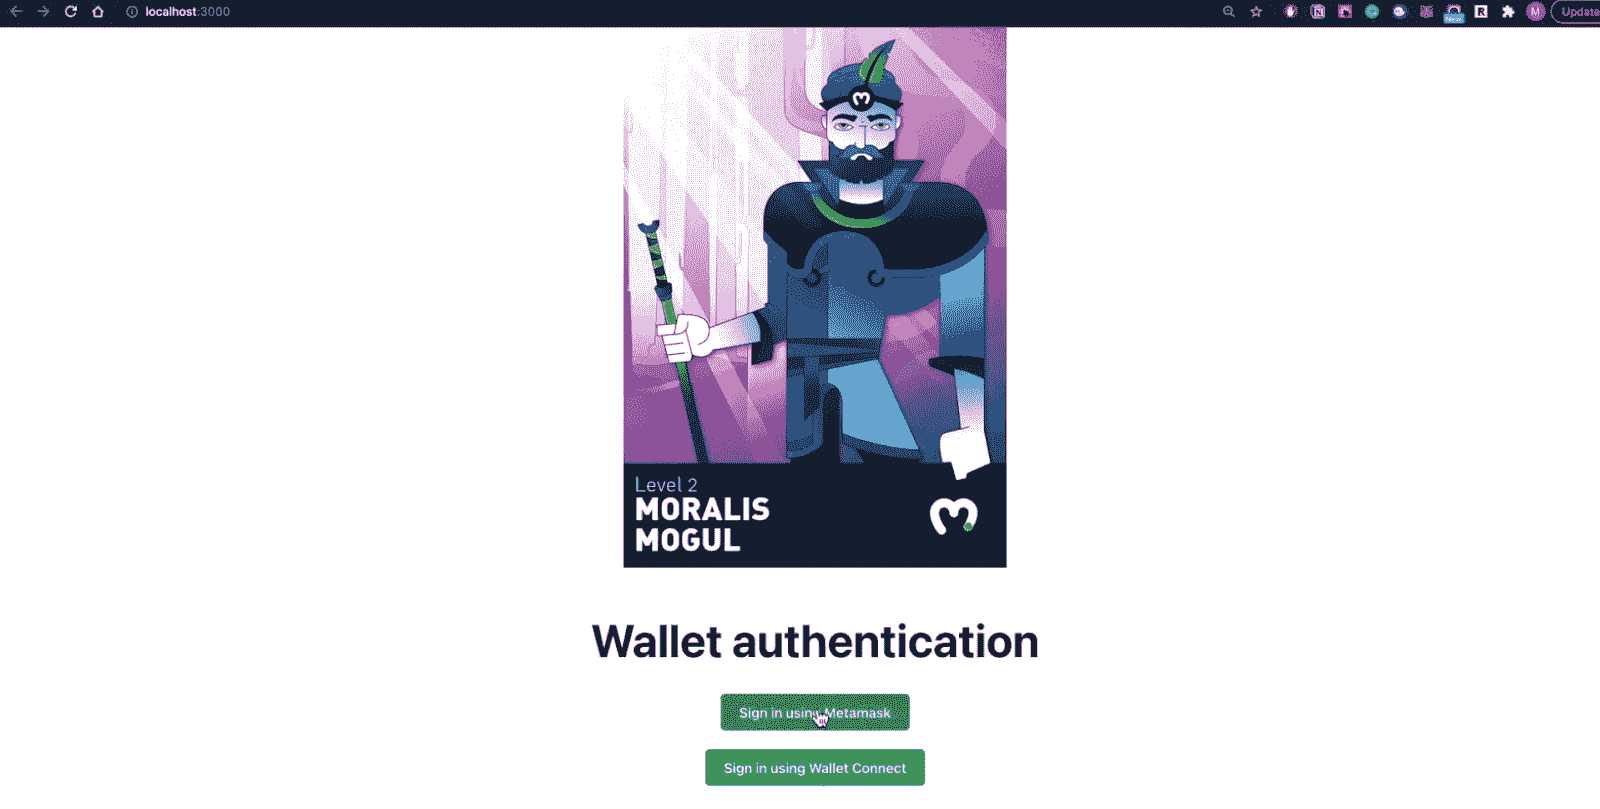 localhost:3000
New
M
Update
R
Level 2
MORALIS
MOGUL
Wallet authentication
Sign in using Metamask
Sign in using Wallet Connect